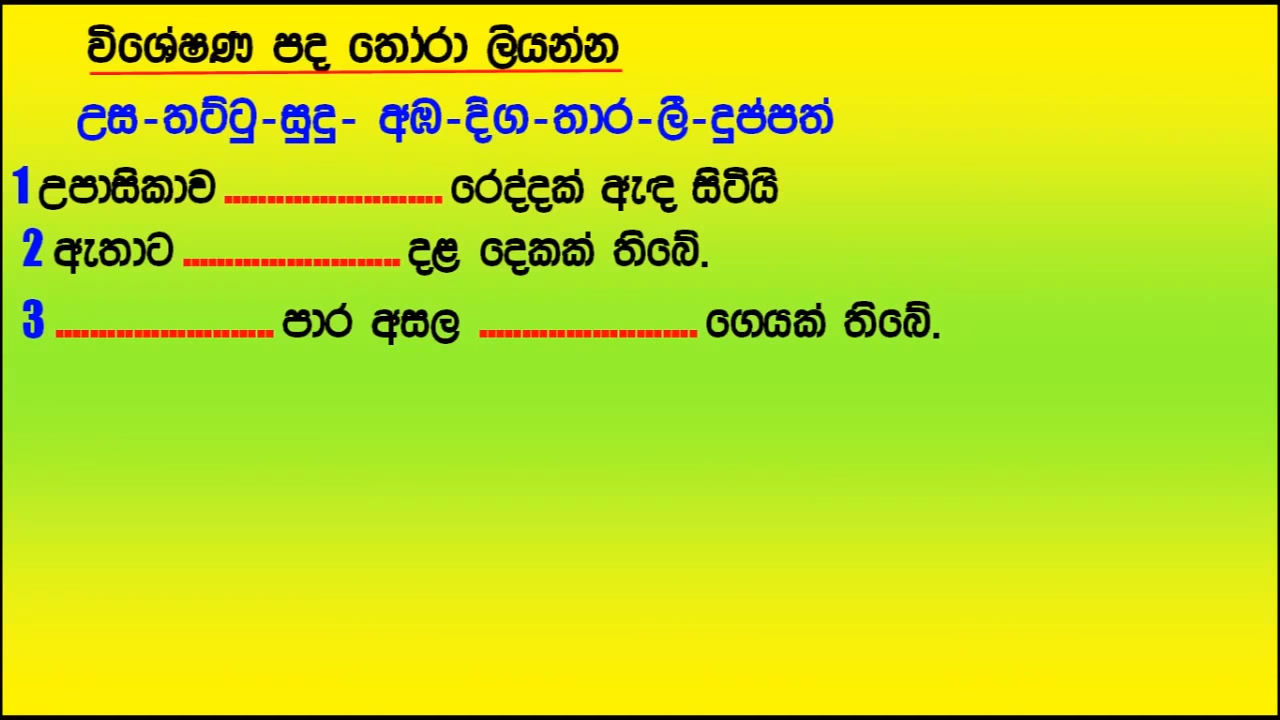 විශේෂණ පද තෝරා ලියන්න
උස-තට්ටු-සුදු- අඹ-දිග-තාර-ලී-දුප්පත්
1 උපාසිකාව .......................... රෙද්දක් ඇඳ සිටියි
2 ඇතාට .......................... දළ දෙකක් තිබේ.
3 .......................... පාර අසල .......................... ගෙයක් තිබේ.